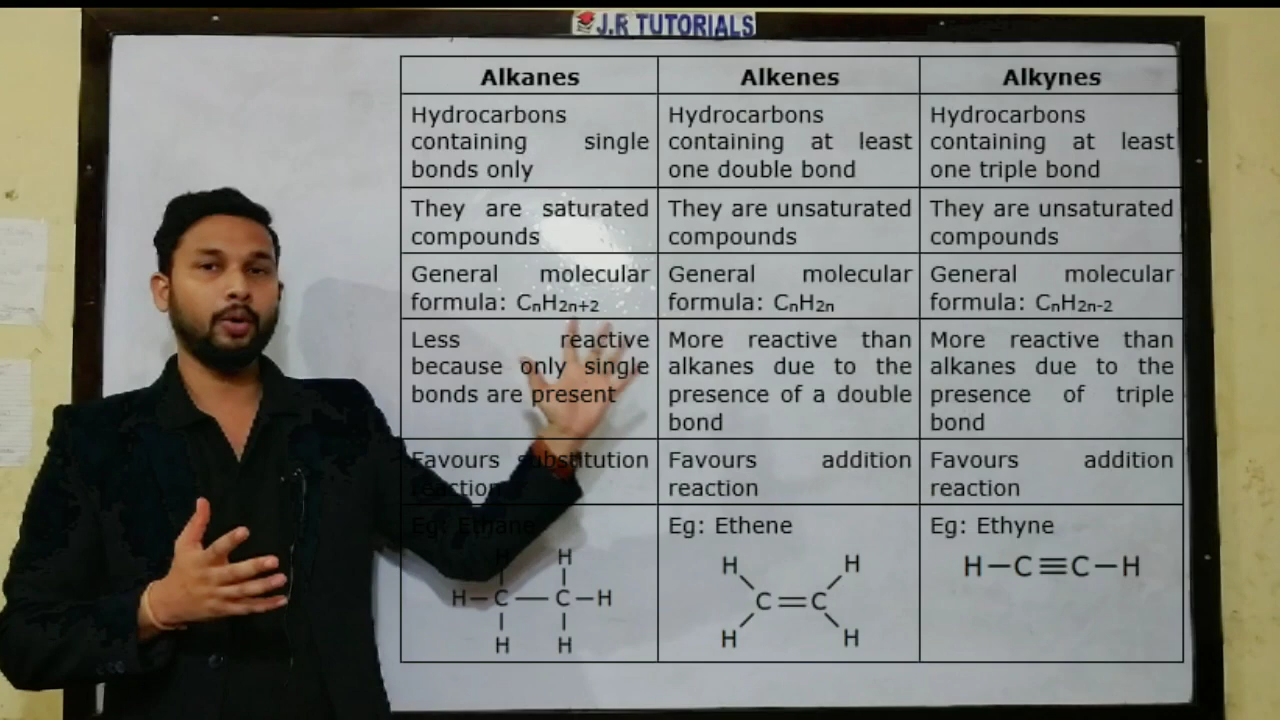 J.R TUTORIALS
Alkanes
Alkenes
Alkynes
Hydrocarbons
containing single
bonds only
Hydrocarbons
containing at least
one double bond
Hydrocarbons
containing at least
one triple bond
They are saturated
compounds
They are unsaturated
compounds
They are unsaturated
compounds
General molecular
formula: CₙH₂ₙ₊₂
General molecular
formula: CₙH₂ₙ
General molecular
formula: CₙH₂ₙ₋₂
Less reactive
because only single
bonds are present
More reactive than
alkanes due to the
presence of a double
bond
More reactive than
alkanes due to the
presence of triple
bond
Favours substitution
reaction
Favours addition
reaction
Favours addition
reaction
Eg: Ethane
H H
H–C–C–H
H H
Eg: Ethene
H H
C=C
H H
Eg: Ethyne
H–C≡C–H